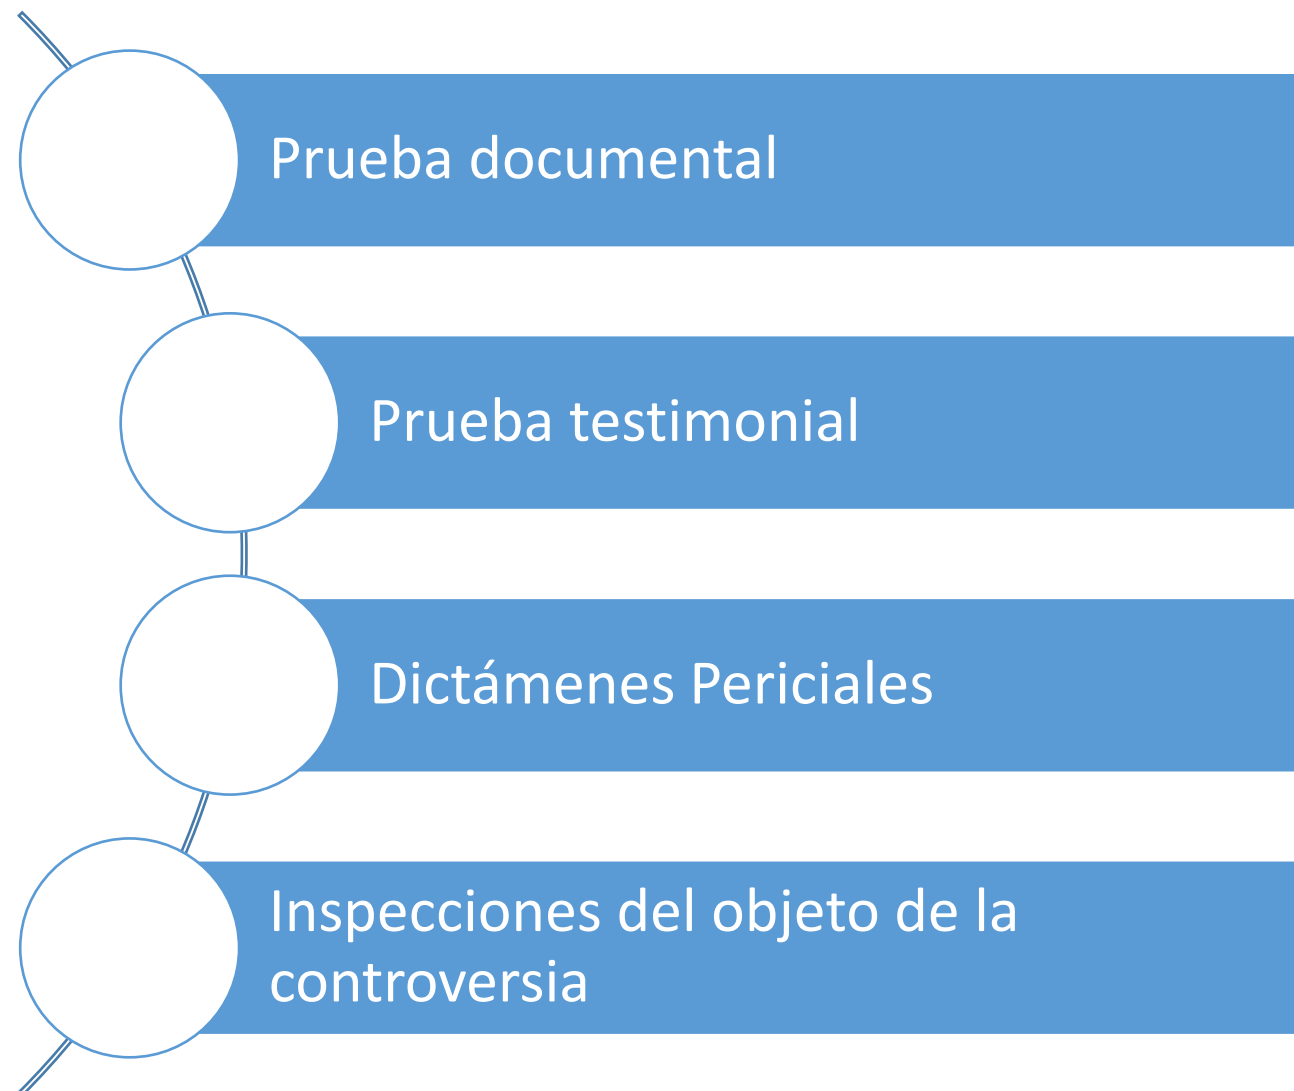 Prueba documental
Prueba testimonial
Dictámenes Periciales
Inspecciones del objeto de la
controversia